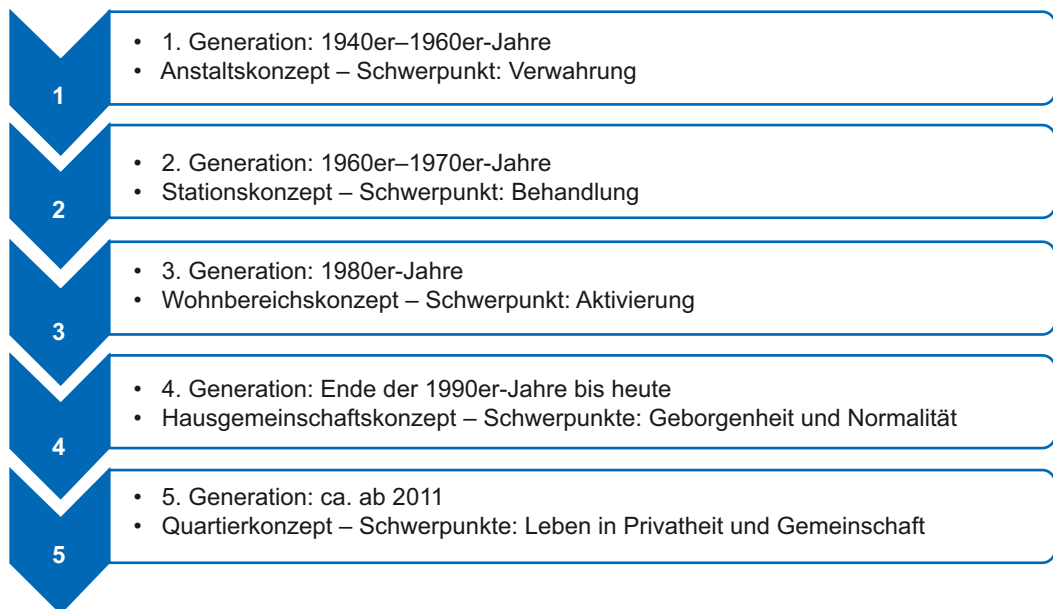 1
• 1. Generation: 1940er–1960er-Jahre
• Anstaltskonzept – Schwerpunkt: Verwahrung
2
• 2. Generation: 1960er–1970er-Jahre
• Stationskonzept – Schwerpunkt: Behandlung
3
• 3. Generation: 1980er-Jahre
• Wohnbereichskonzept – Schwerpunkt: Aktivierung
4
• 4. Generation: Ende der 1990er-Jahre bis heute
• Hausgemeinschaftskonzept – Schwerpunkte: Geborgenheit und Normalität
5
• 5. Generation: ca. ab 2011
• Quartierkonzept – Schwerpunkte: Leben in Privatheit und Gemeinschaft